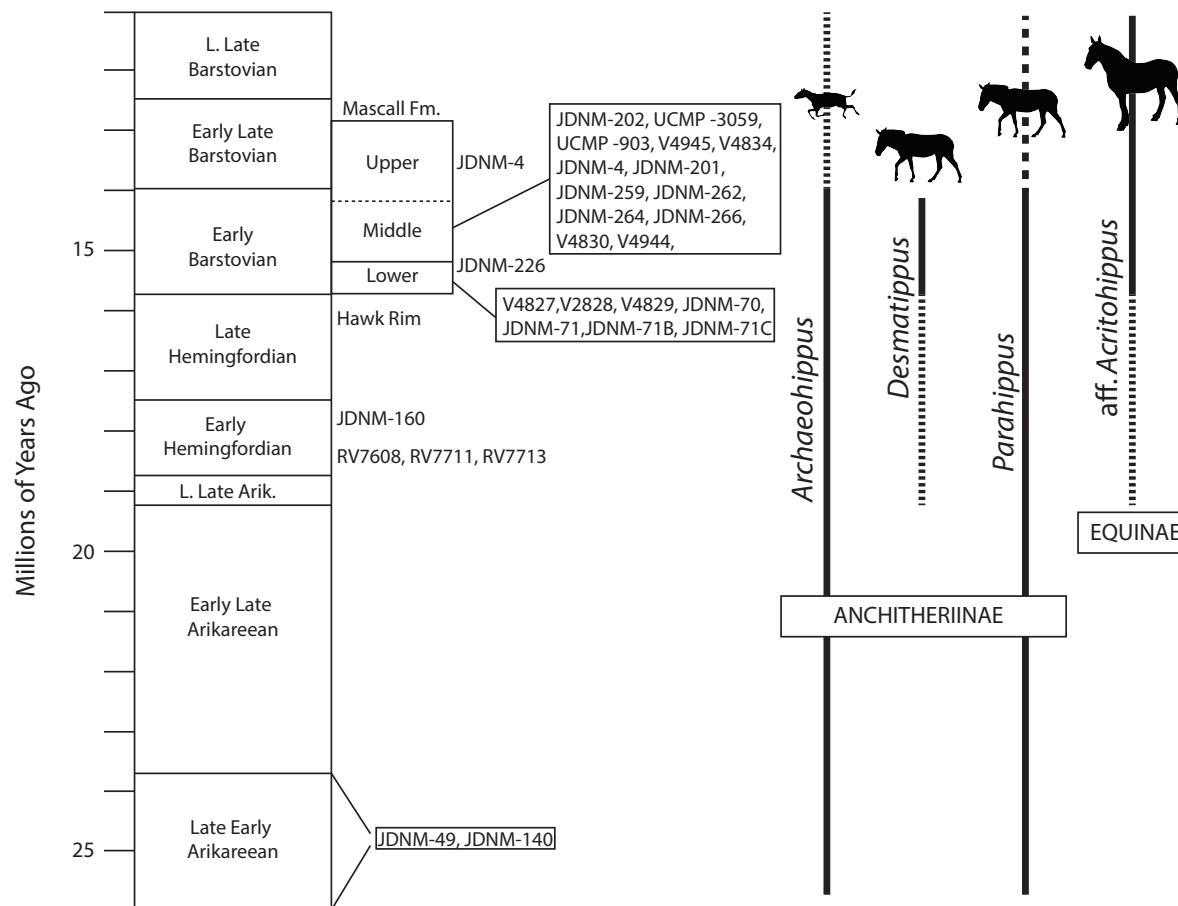 Millions of Years Ago
15
20
25
L. Late
Barstovian
Early Late
Barstovian
Early
Barstovian
Late
Hemingfordian
Early
Hemingfordian
L. Late Arik.
Early Late
Arikareean
Late Early
Arikareean
Mascall Fm.
Upper
Middle
Lower
JDNM-4
JDNM-226
Hawk Rim
JDNM-160
RV7608, RV7711, RV7713
JDNM-49, JDNM-140
JDNM-202, UCMP -3059,
UCMP -903, V4945, V4834,
JDNM-4, JDNM-201,
JDNM-259, JDNM-262,
JDNM-264, JDNM-266,
V4830, V4944,
V4827,V2828, V4829, JDNM-70,
JDNM-71,JDNM-71B, JDNM-71C
Archaeohippus
Desmatippus
Parahippus
aff. Acritohippus
EQUINAE
ANCHITHERIINAE